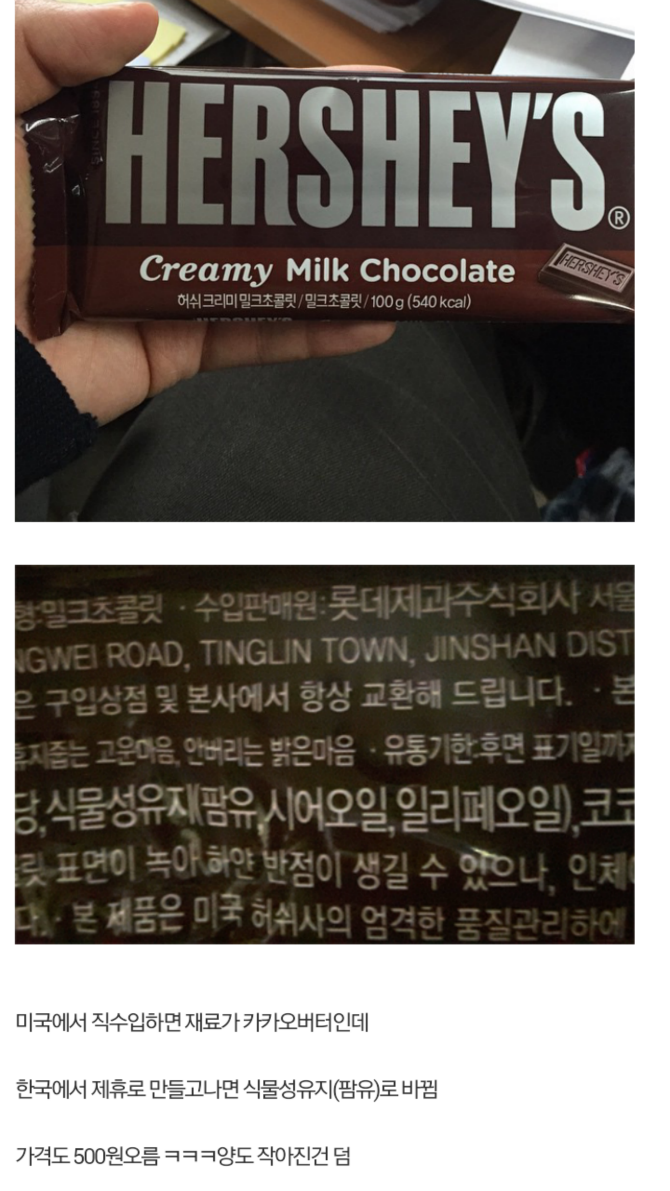 HERSHEY'S®
HERSHEY'S
Creamy Milk Chocolate
허쉬 크리미 밀크초콜릿 / 밀크초콜릿 / 100 g (540 kcal)
형:밀크초콜릿 · 수입판매원:롯데제과주식회사 서울
NGWEI ROAD, TINGLIN TOWN, JINSHAN DIST
은 구입상점 및 본사에서 항상 교환해 드립니다. · 본
휴지줍는 고운마음, 안버리는 밝은마음 · 유통기한:후면 표기일까지
당,식물성유지(팜유,시어오일,일리페오일),코코
릿 표면이 녹아 하얀 반점이 생길 수 있으나, 인체
다. · 본 제품은 미국 허쉬사의 엄격한 품질관리하에
미국에서 직수입하면 재료가 카카오버터인데
한국에서 제휴로 만들고나면 식물성유지(팜유)로 바뀜
가격도 500원오름 ㅋㅋㅋ양도 작아진건 덤